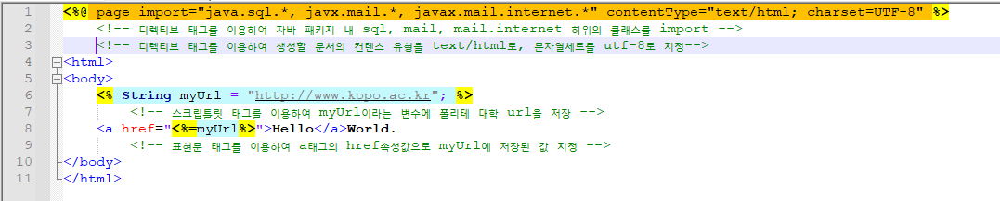 1 <%@ page import="java.sql.*, javx.mail.*, javax.mail.internet.*" contentType="text/html; charset=UTF-8" %>
2 <!-- 디렉티브 태그를 이용하여 자바 패키지 내 sql, mail, mail.internet 하위의 클래스를 import -->
3 <!-- 디렉티브 태그를 이용하여 생성할 문서의 컨텐츠 유형을 text/html로, 문자열세트를 utf-8로 지정-->
4 <html>
5 <body>
6 <% String myUrl = "http://www.kopo.ac.kr"; %>
7 <!-- 스크립틀릿 태그를 이용하여 myUrl이라는 변수에 폴리테 대학 url을 저장 -->
8 <a href="<%=myUrl%>">Hello</a>World.
9 <!-- 표현문 태그를 이용하여 a태그의 href속성값으로 myUrl에 저장된 값 지정 -->
10 </body>
11 </html>